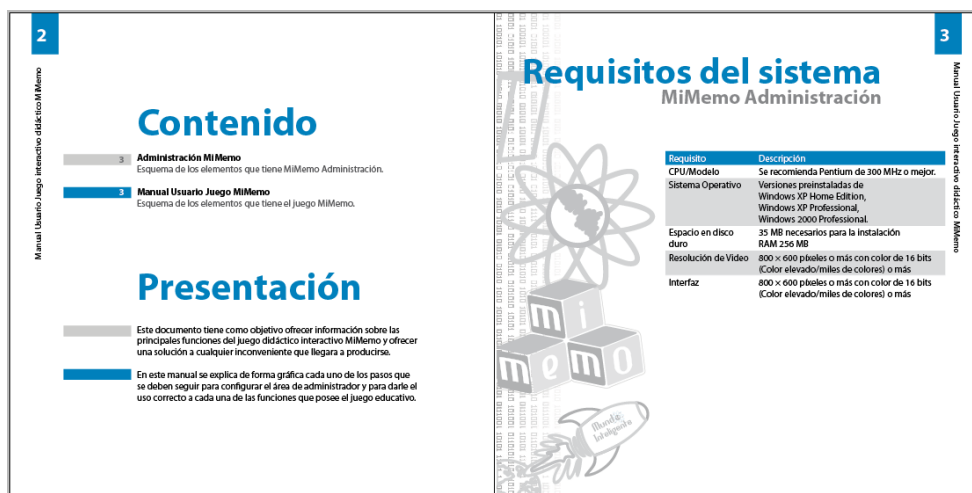 2
Manual Usuario Juego interactivo didáctico MiMemo
Contenido
3 Administración MiMemo
Esquema de los elementos que tiene MiMemo Administración.
3 Manual Usuario Juego MiMemo
Esquema de los elementos que tiene el juego MiMemo.
Presentación
Este documento tiene como objetivo ofrecer información sobre las
principales funciones del juego didáctico interactivo MiMemo y ofrecer
una solución a cualquier inconveniente que llegara a producirse.
En este manual se explica de forma gráfica cada uno de los pasos que
se deben seguir para configurar el área de administrador y para darle el
uso correcto a cada una de las funciones que posee el juego educativo.
3
Manual Usuario Juego interactivo didáctico MiMemo
Requisitos del sistema
MiMemo Administración
Requisito Descripción
CPU/Modelo Se recomienda Pentium de 300 MHz o mejor.
Sistema Operativo Versiones preinstaladas de
Windows XP Home Edition,
Windows XP Professional,
Windows 2000 Professional.
Espacio en disco 35 MB necesarios para la instalación
duro RAM 256 MB
Resolución de Video 800 × 600 píxeles o más con color de 16 bits
(Color elevado/miles de colores) o más
Interfaz 800 × 600 píxeles o más con color de 16 bits
(Color elevado/miles de colores) o más
m i
m e m o
Mundo
Inteligente